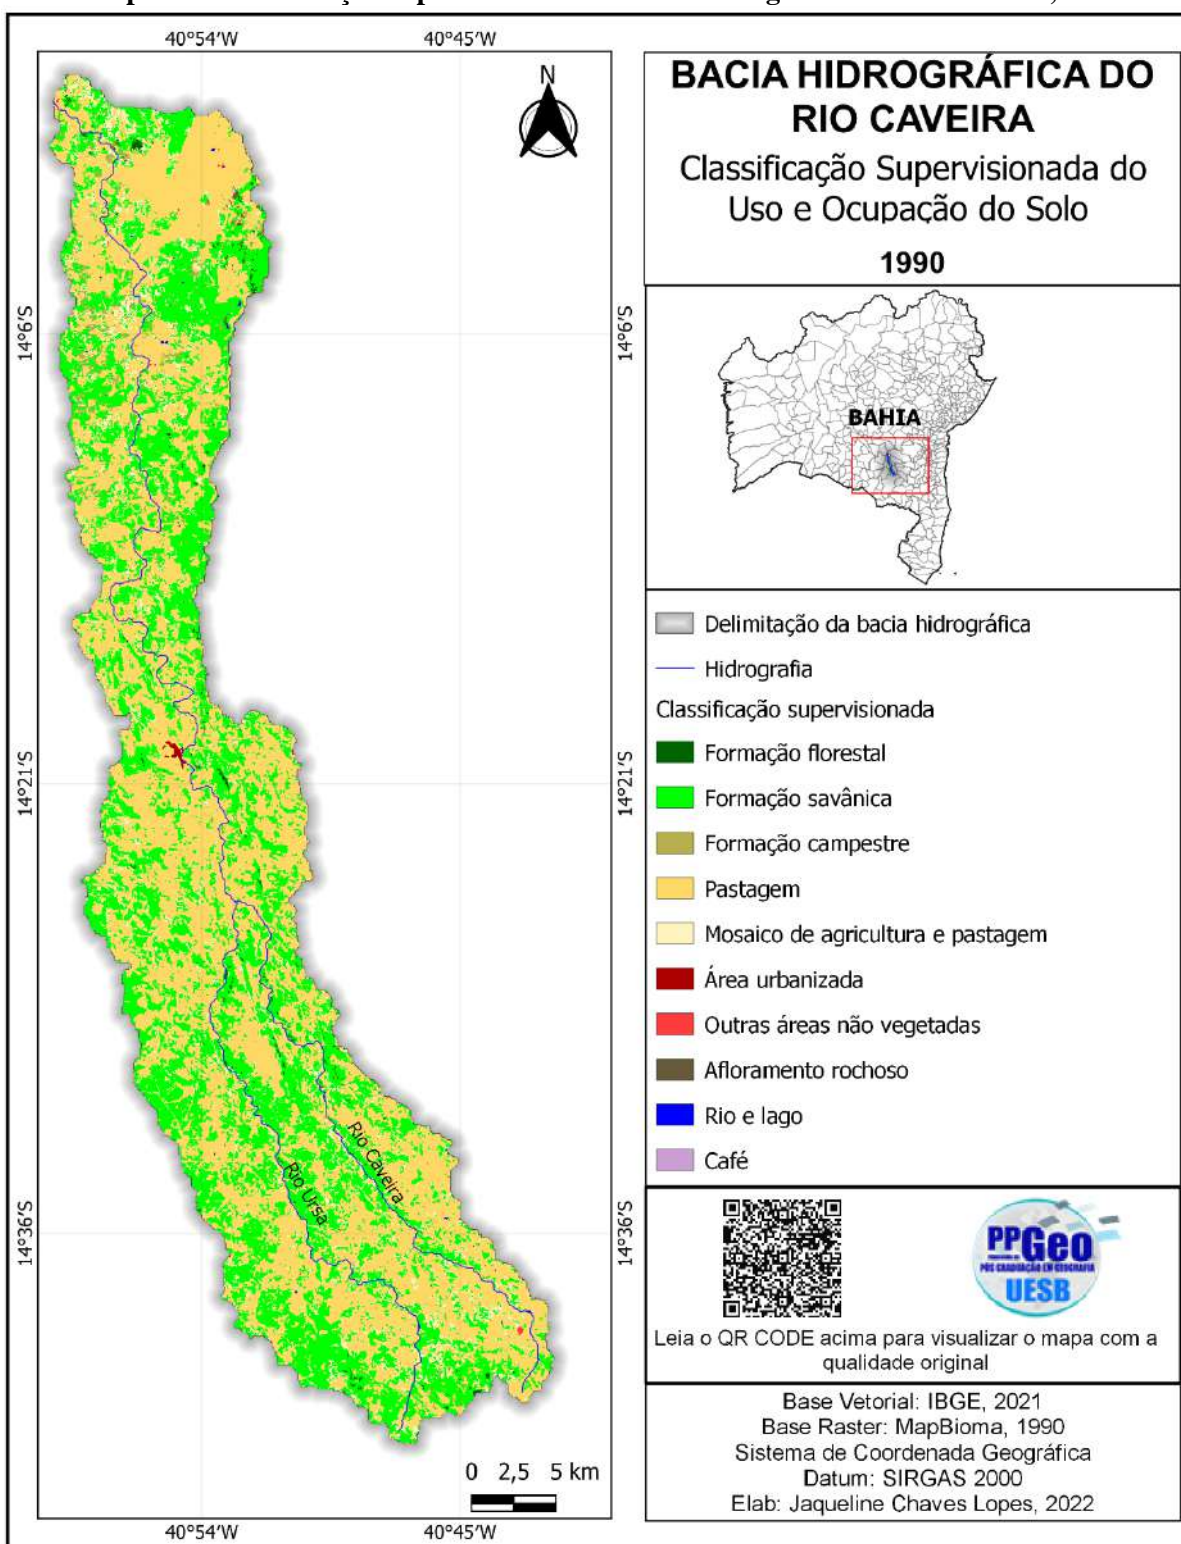 40°54'W 40°45'W
N
14°6'S 14°6'S
14°21'S 14°21'S
14°36'S 14°36'S
Rio Ursa
Rio Caveira
0 2,5 5 km
40°54'W 40°45'W
BACIA HIDROGRÁFICA DO
RIO CAVEIRA
Classificação Supervisionada do
Uso e Ocupação do Solo
1990
BAHIA
Delimitação da bacia hidrográfica
Hidrografia
Classificação supervisionada
Formação florestal
Formação savânica
Formação campestre
Pastagem
Mosaico de agricultura e pastagem
Área urbanizada
Outras áreas não vegetadas
Afloramento rochoso
Rio e lago
Café
PPGeo
PÓS GRADUAÇÃO EM GEOGRAFIA
UESB
Leia o QR CODE acima para visualizar o mapa com a
qualidade original
Base Vetorial: IBGE, 2021
Base Raster: MapBioma, 1990
Sistema de Coordenada Geográfica
Datum: SIRGAS 2000
Elab: Jaqueline Chaves Lopes, 2022